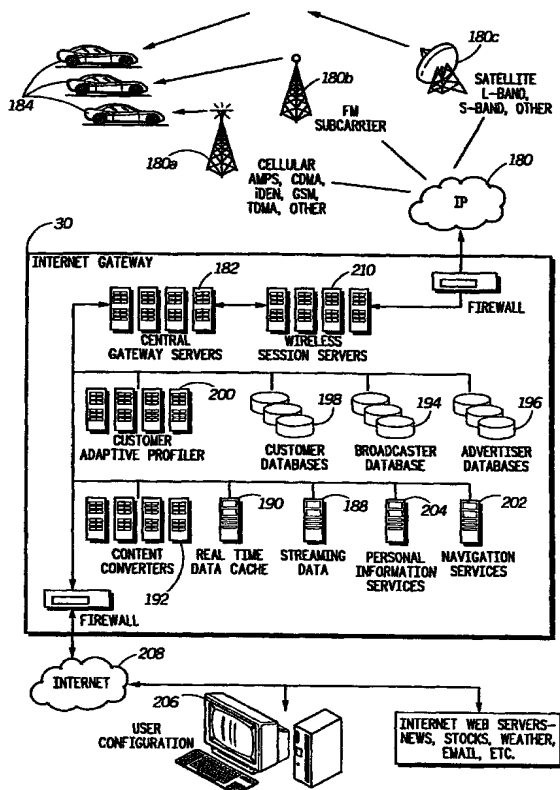 180c
184
180b
SATELLITE
L-BAND,
S-BAND, OTHER
FM
SUBCARRIER
180a
180
CELLULAR
AMPS, CDMA,
iDEN, GSM,
TDMA, OTHER
IP
30
INTERNET GATEWAY
182
210
FIREWALL
CENTRAL
GATEWAY SERVERS
WIRELESS
SESSION SERVERS
200
198
194
196
CUSTOMER
ADAPTIVE PROFILER
CUSTOMER
DATABASES
BROADCASTER
DATABASE
ADVERTISER
DATABASES
190
188
204
202
CONTENT
CONVERTERS
192
REAL TIME
DATA CACHE
STREAMING
DATA
PERSONAL
INFORMATION
SERVICES
NAVIGATION
SERVICES
FIREWALL
208
INTERNET
206
USER
CONFIGURATION
INTERNET WEB SERVERS-
NEWS, STOCKS, WEATHER,
EMAIL, ETC.